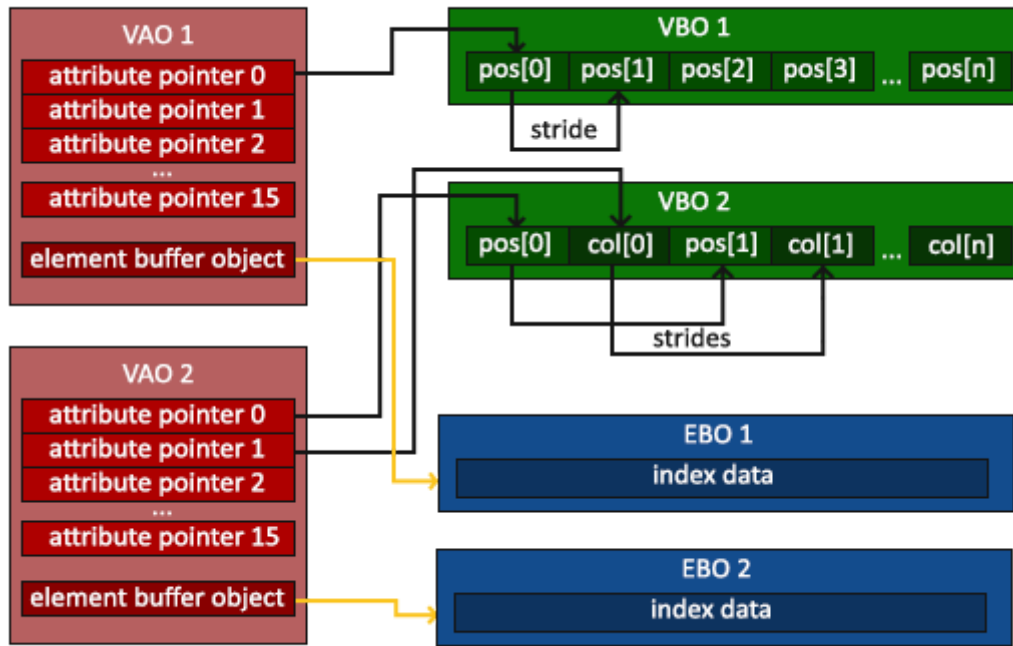 VAO 1
attribute pointer 0
attribute pointer 1
attribute pointer 2
...
attribute pointer 15
element buffer object
VBO 1
pos[0] pos[1] pos[2] pos[3] ... pos[n]
stride
VBO 2
pos[0] col[0] pos[1] col[1] ... col[n]
strides
VAO 2
attribute pointer 0
attribute pointer 1
attribute pointer 2
...
attribute pointer 15
element buffer object
EBO 1
index data
EBO 2
index data